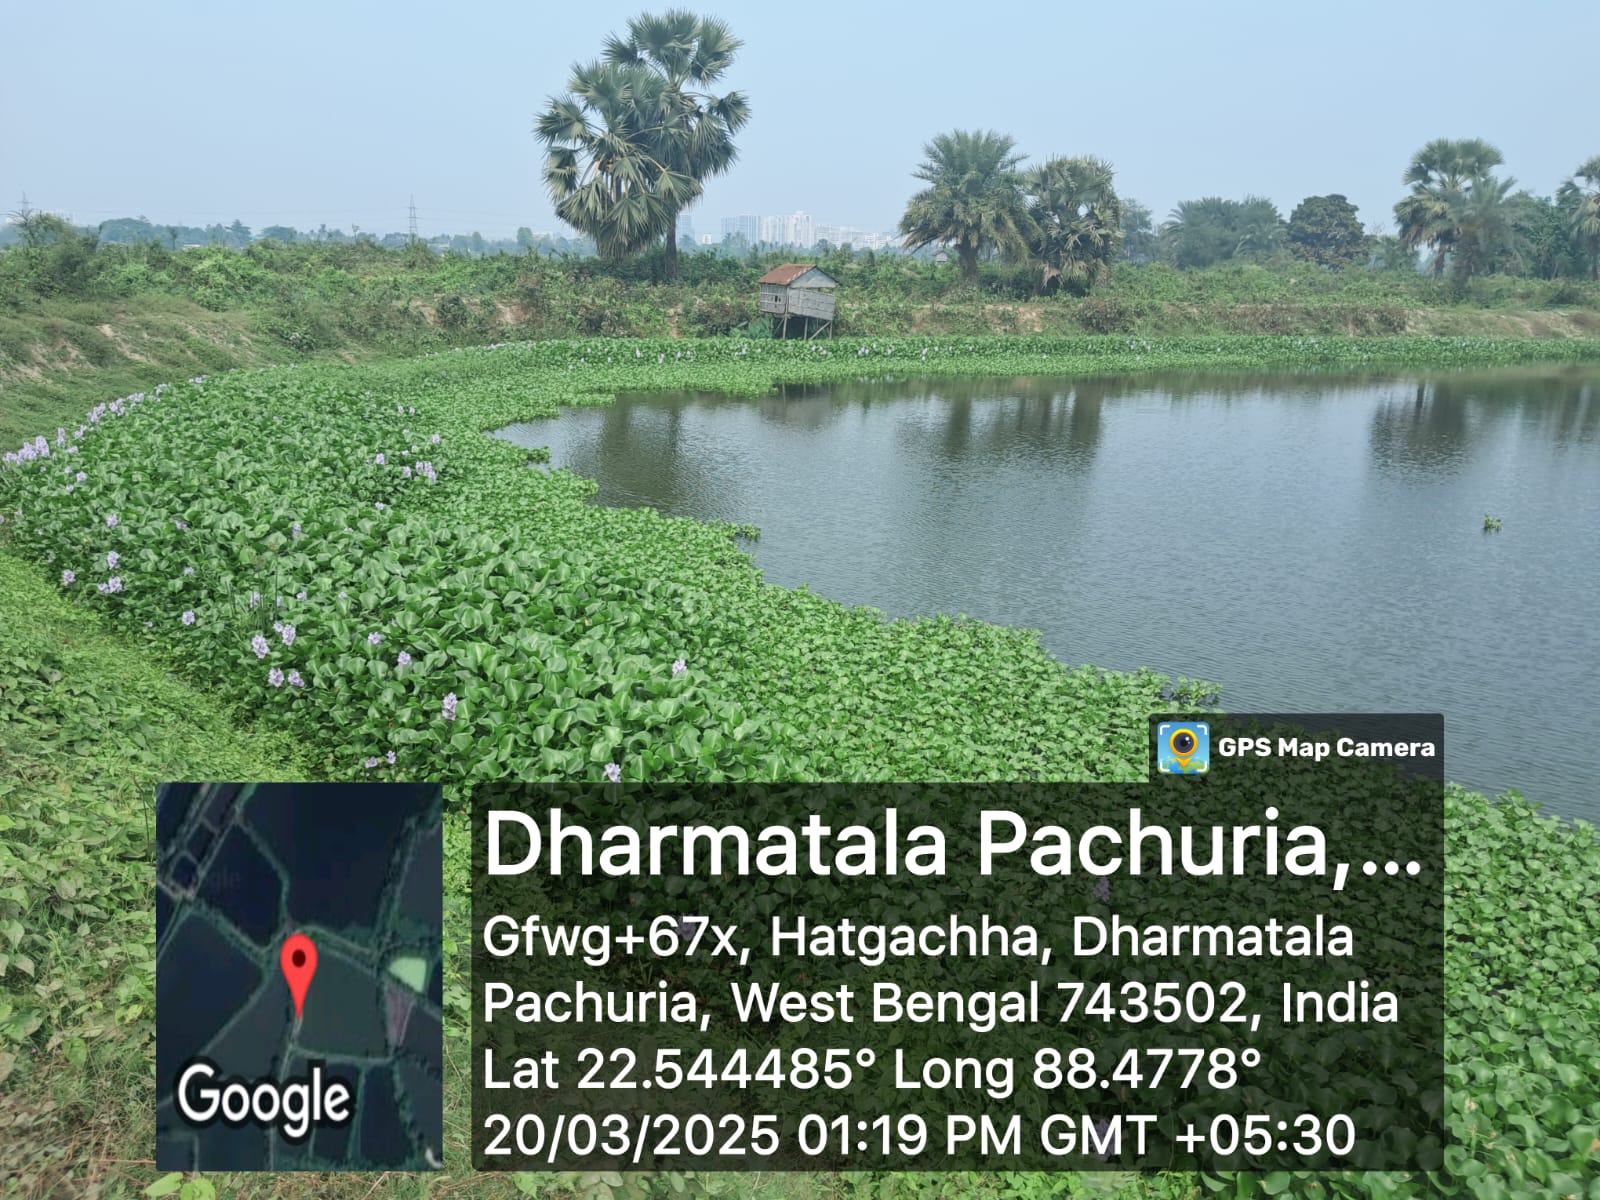 GPS Map Camera
Dharmatala Pachuria,...
Gfwg+67x, Hatgachha, Dharmatala
Pachuria, West Bengal 743502, India
Lat 22.544485° Long 88.4778°
20/03/2025 01:19 PM GMT +05:30
Google